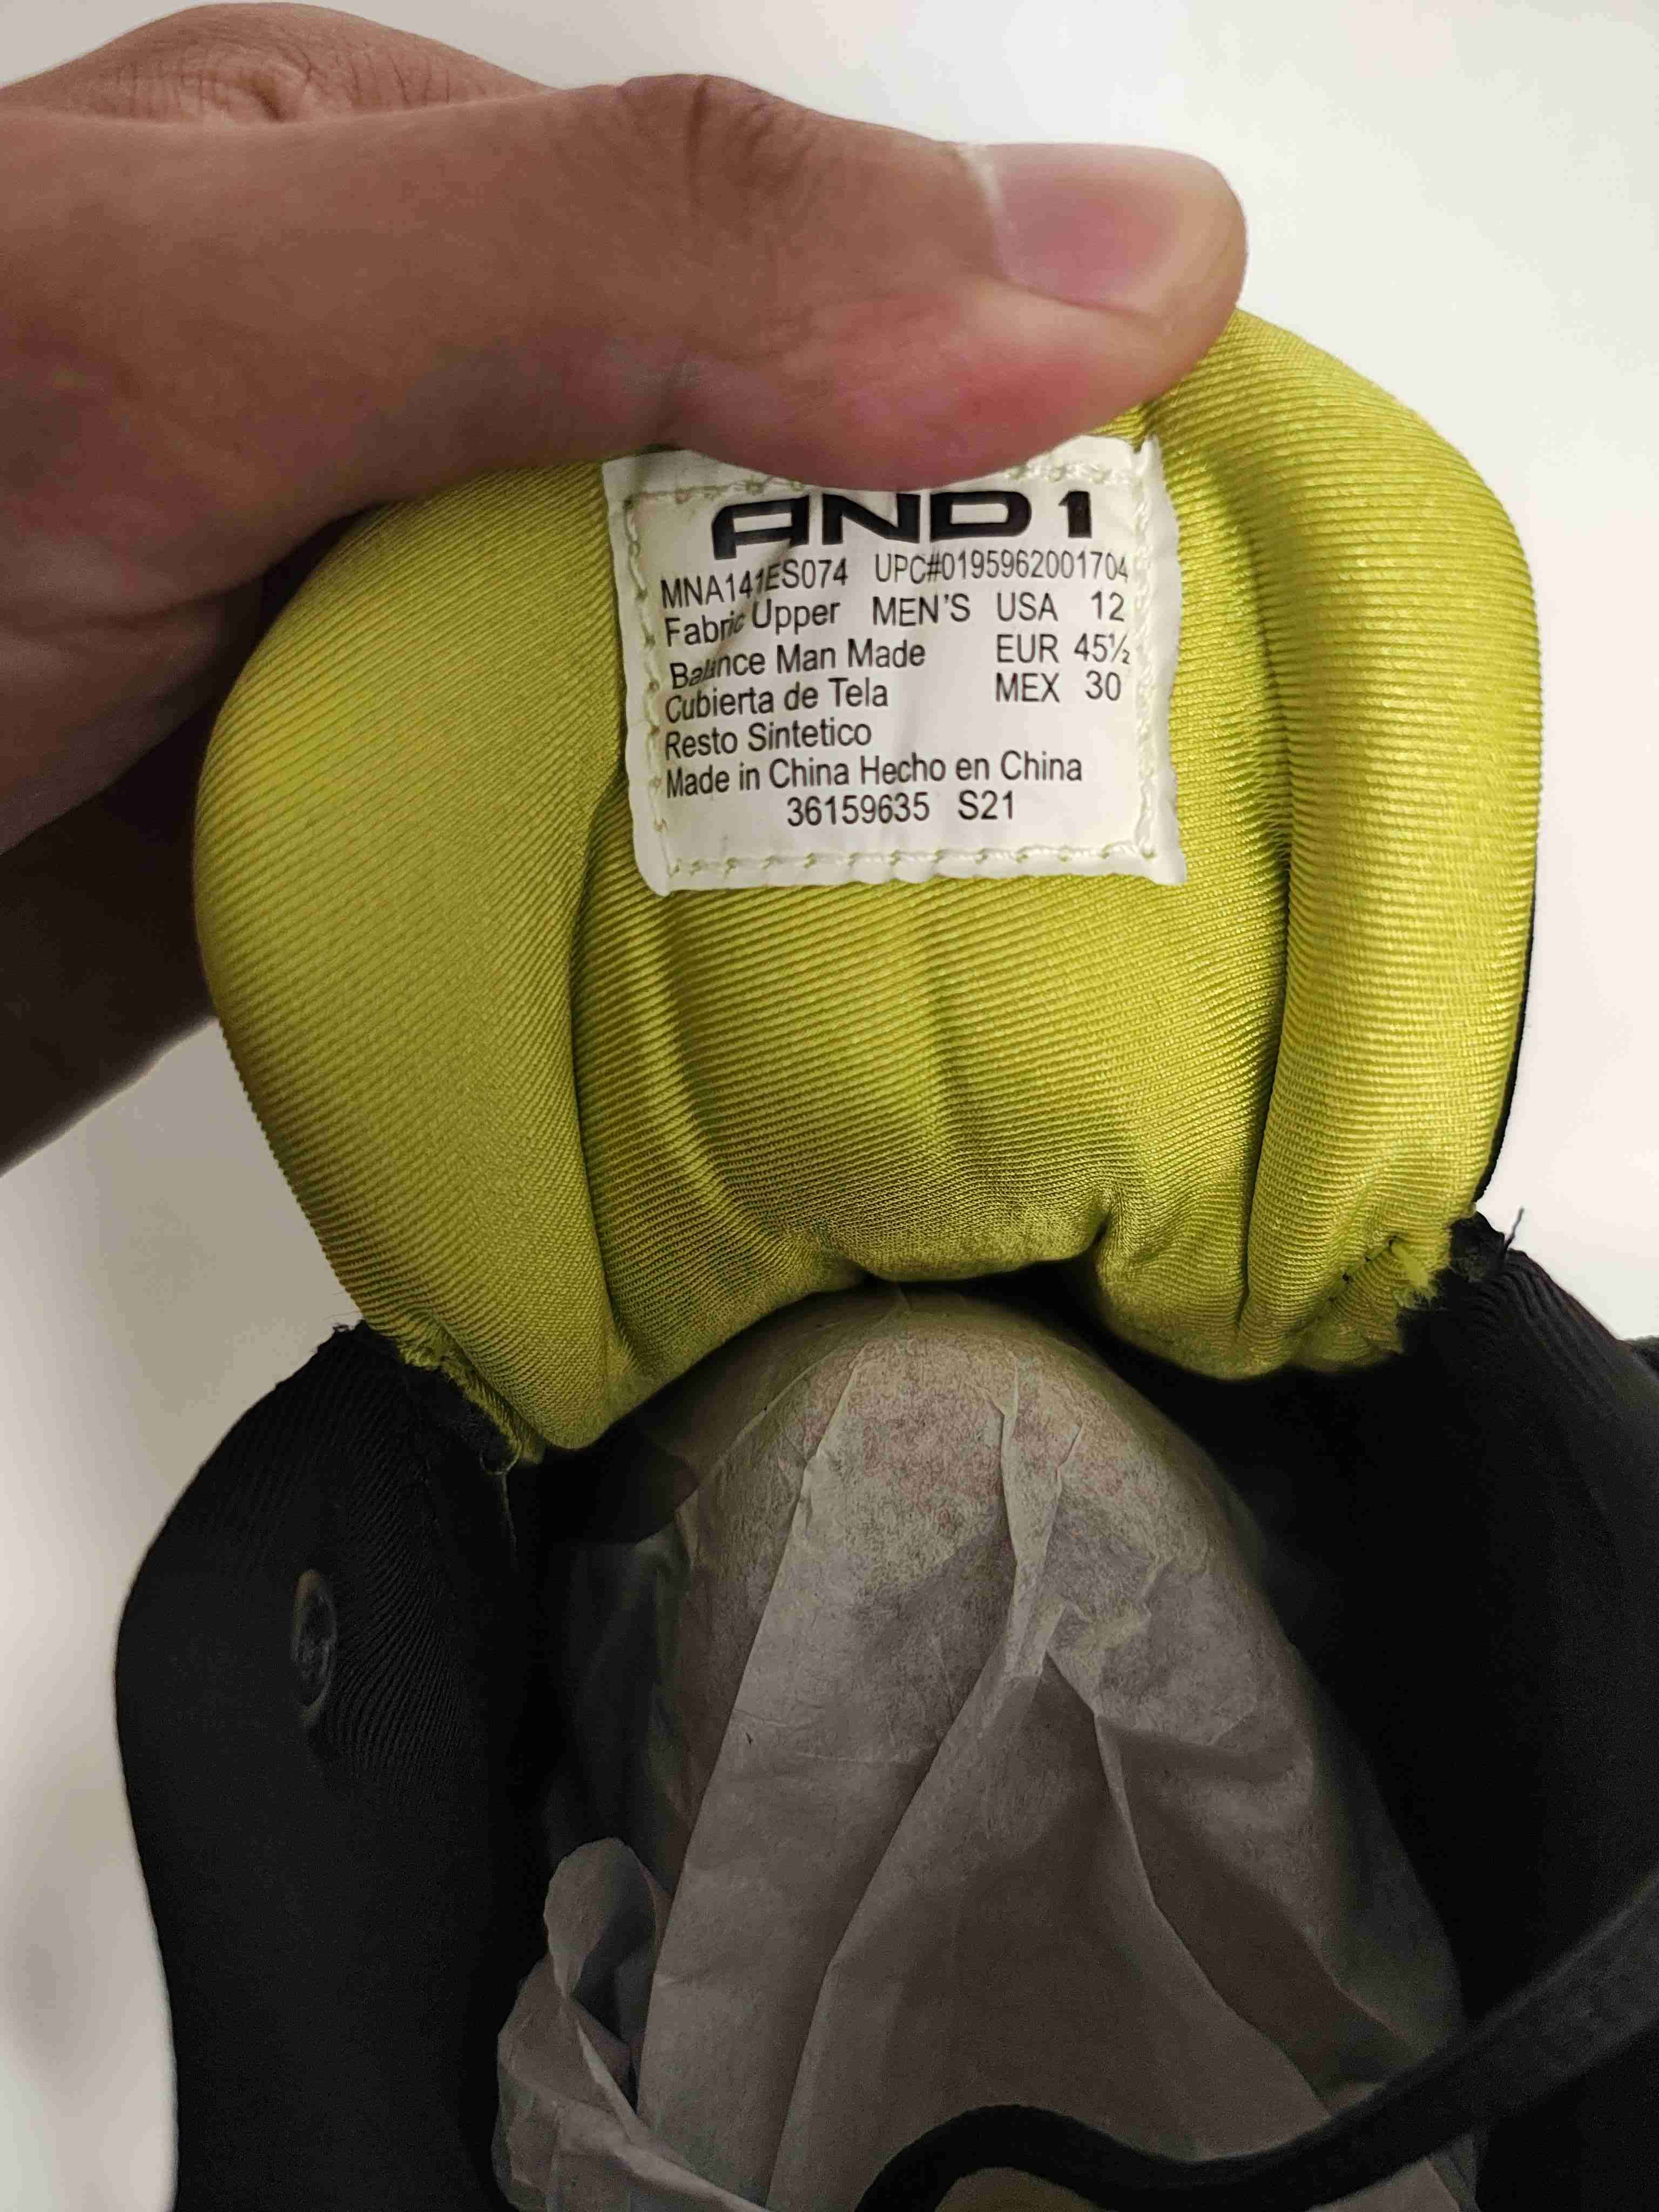 AND1
MNA141ES074 UPC#0195962001704
Fabric Upper MEN'S USA 12
Balance Man Made EUR 45½
Cubierta de Tela MEX 30
Resto Sintetico
Made in China Hecho en China
36159635 S21